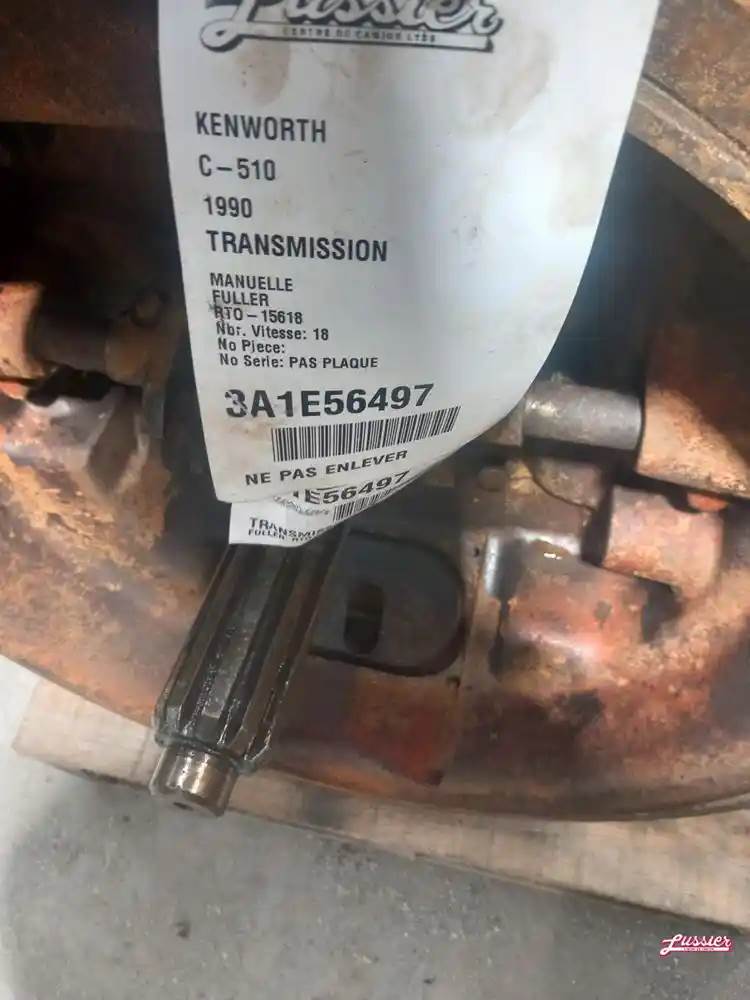 Lussier
CENTRE DU CAMION LTÉE
KENWORTH
C-510
1990
TRANSMISSION
MANUELLE
FULLER
RTO-15618
Nbr. Vitesse: 18
No Piece:
No Serie: PAS PLAQUE
3A1E56497
NE PAS ENLEVER
1E56497
TRANSMIS
FULLER
Lussier